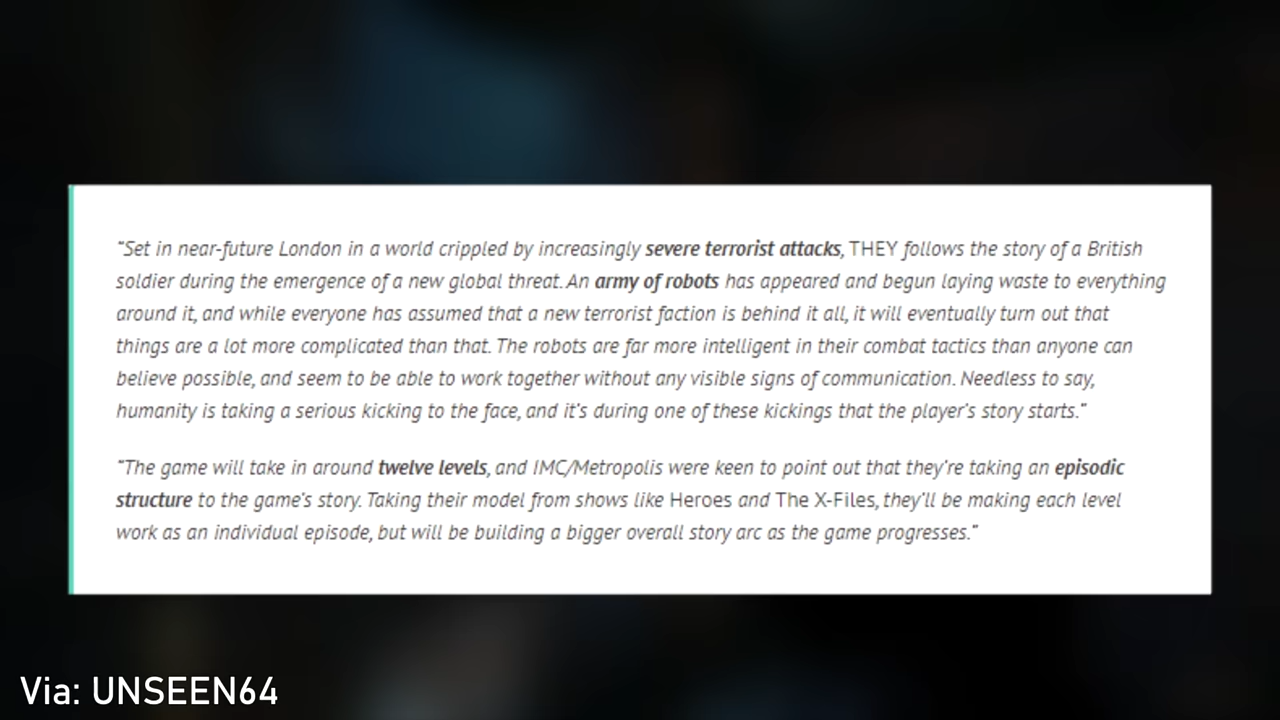 "Set in near-future London in a world crippled by increasingly severe terrorist attacks, THEY follows the story of a British
soldier during the emergence of a new global threat. An army of robots has appeared and begun laying waste to everything
around it, and while everyone has assumed that a new terrorist faction is behind it all, it will eventually turn out that
things are a lot more complicated than that. The robots are far more intelligent in their combat tactics than anyone can
believe possible, and seem to be able to work together without any visible signs of communication. Needless to say,
humanity is taking a serious kicking to the face, and it's during one of these kickings that the player's story starts."
"The game will take in around twelve levels, and IMC/Metropolis were keen to point out that they're taking an episodic
structure to the game's story. Taking their model from shows like Heroes and The X-Files, they'll be making each level
work as an individual episode, but will be building a bigger overall story arc as the game progresses."
Via: UNSEEN64